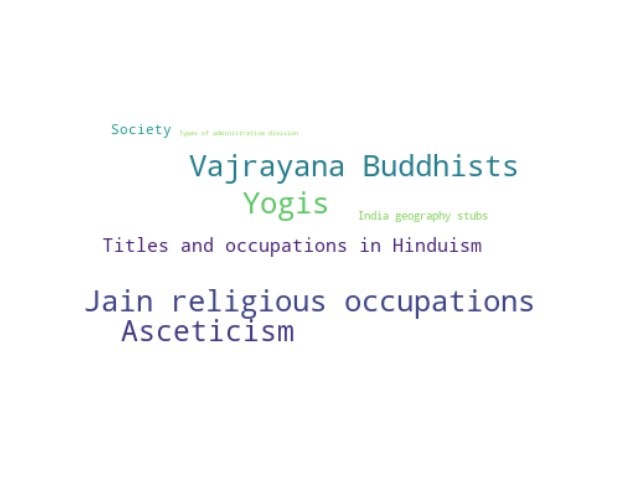 Society Types of administrative division
Vajrayana Buddhists
Yogis
India geography stubs
Titles and occupations in Hinduism
Jain religious occupations
Asceticism